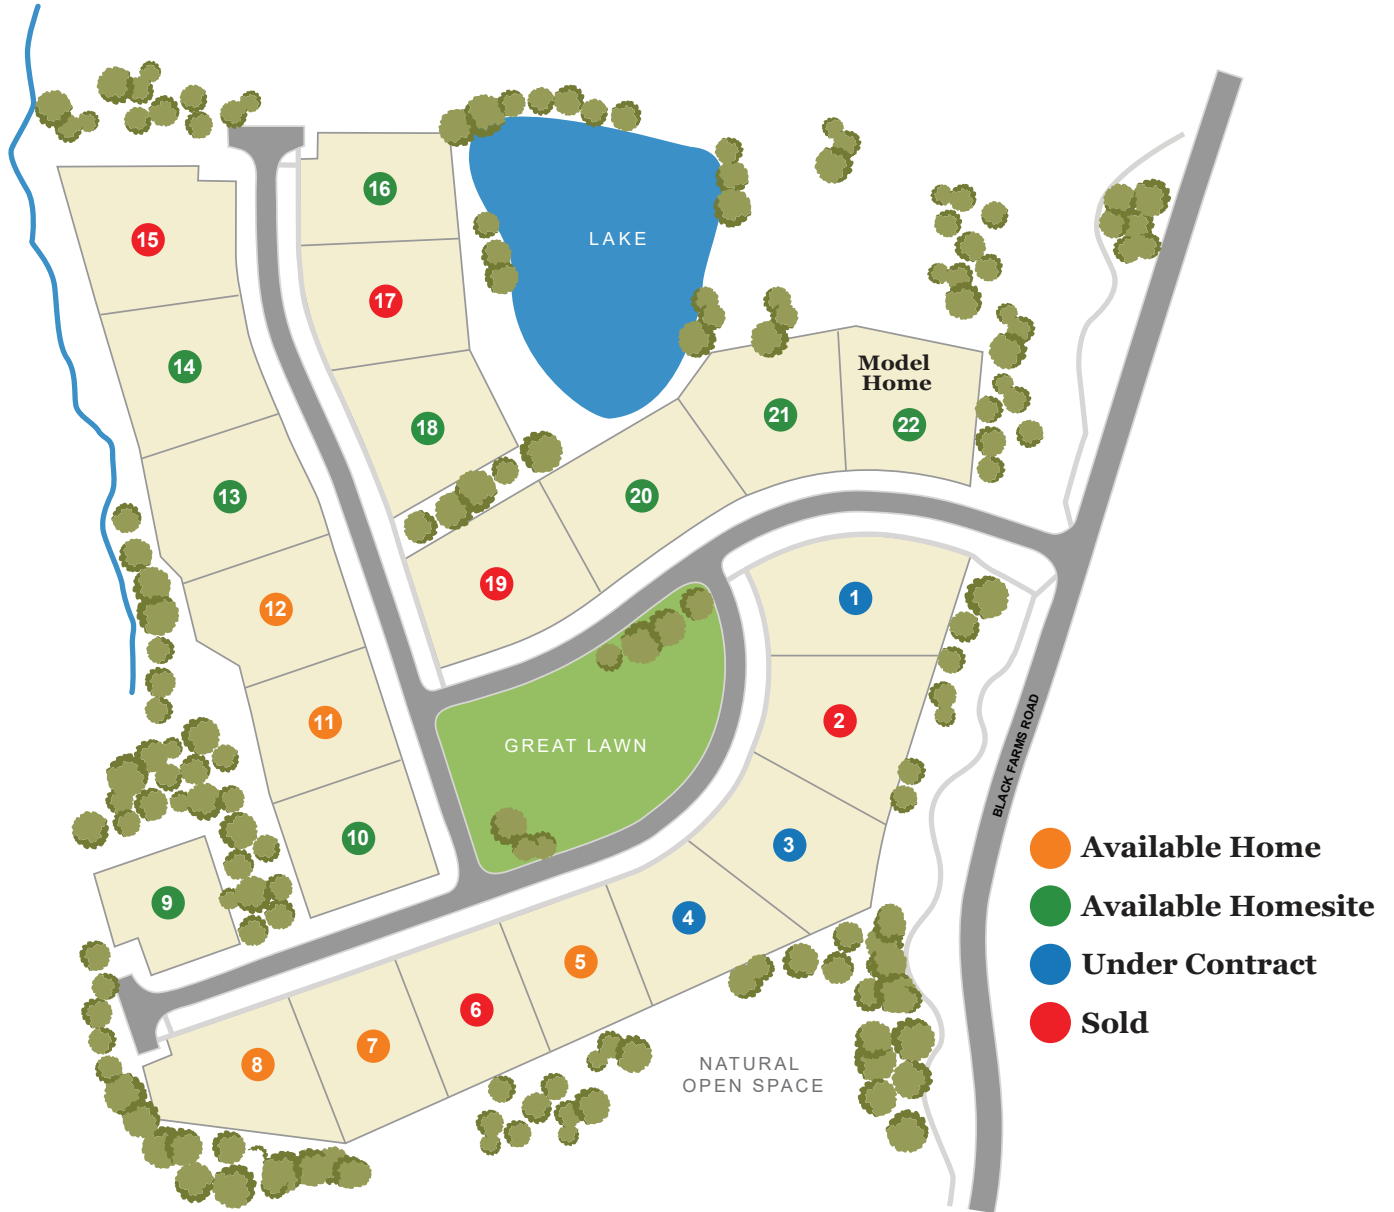 16
15
LAKE
17
14
Model
Home
21
22
18
13
20
19
1
12
2
11
GREAT LAWN
BLACK FARMS ROAD
10
3
Available Home
9
Available Homesite
4
5
Under Contract
6
Sold
7
8
NATURAL
OPEN SPACE